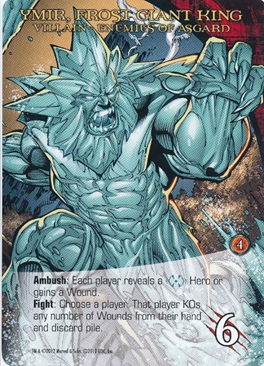 YMIR, FROST GIANT KING
VILLAIN - ENEMIES OF ASGARD
4
Ambush: Each player reveals a Hero or
gains a Wound.
Fight: Choose a player. That player KOs
any number of Wounds from their hand
and discard pile.
6